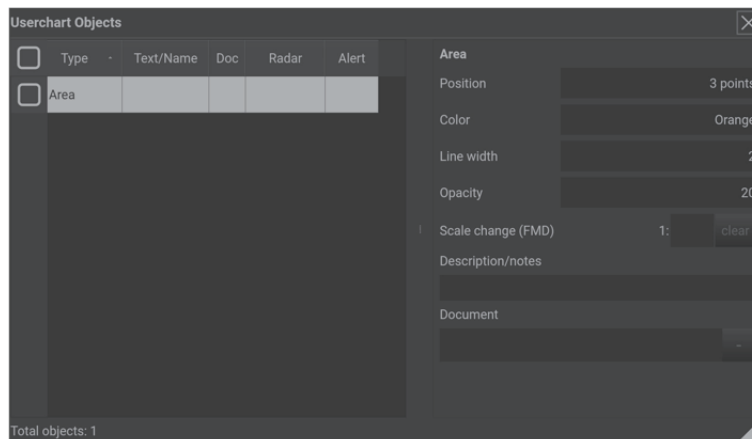 Userchart Objects
Type - Text/Name Doc Radar Alert
Area
Total objects: 1
Area
Position 3 points
Color Orange
Line width 2
Opacity 20
Scale change (FMD) 1: clear
Description/notes
Document
-